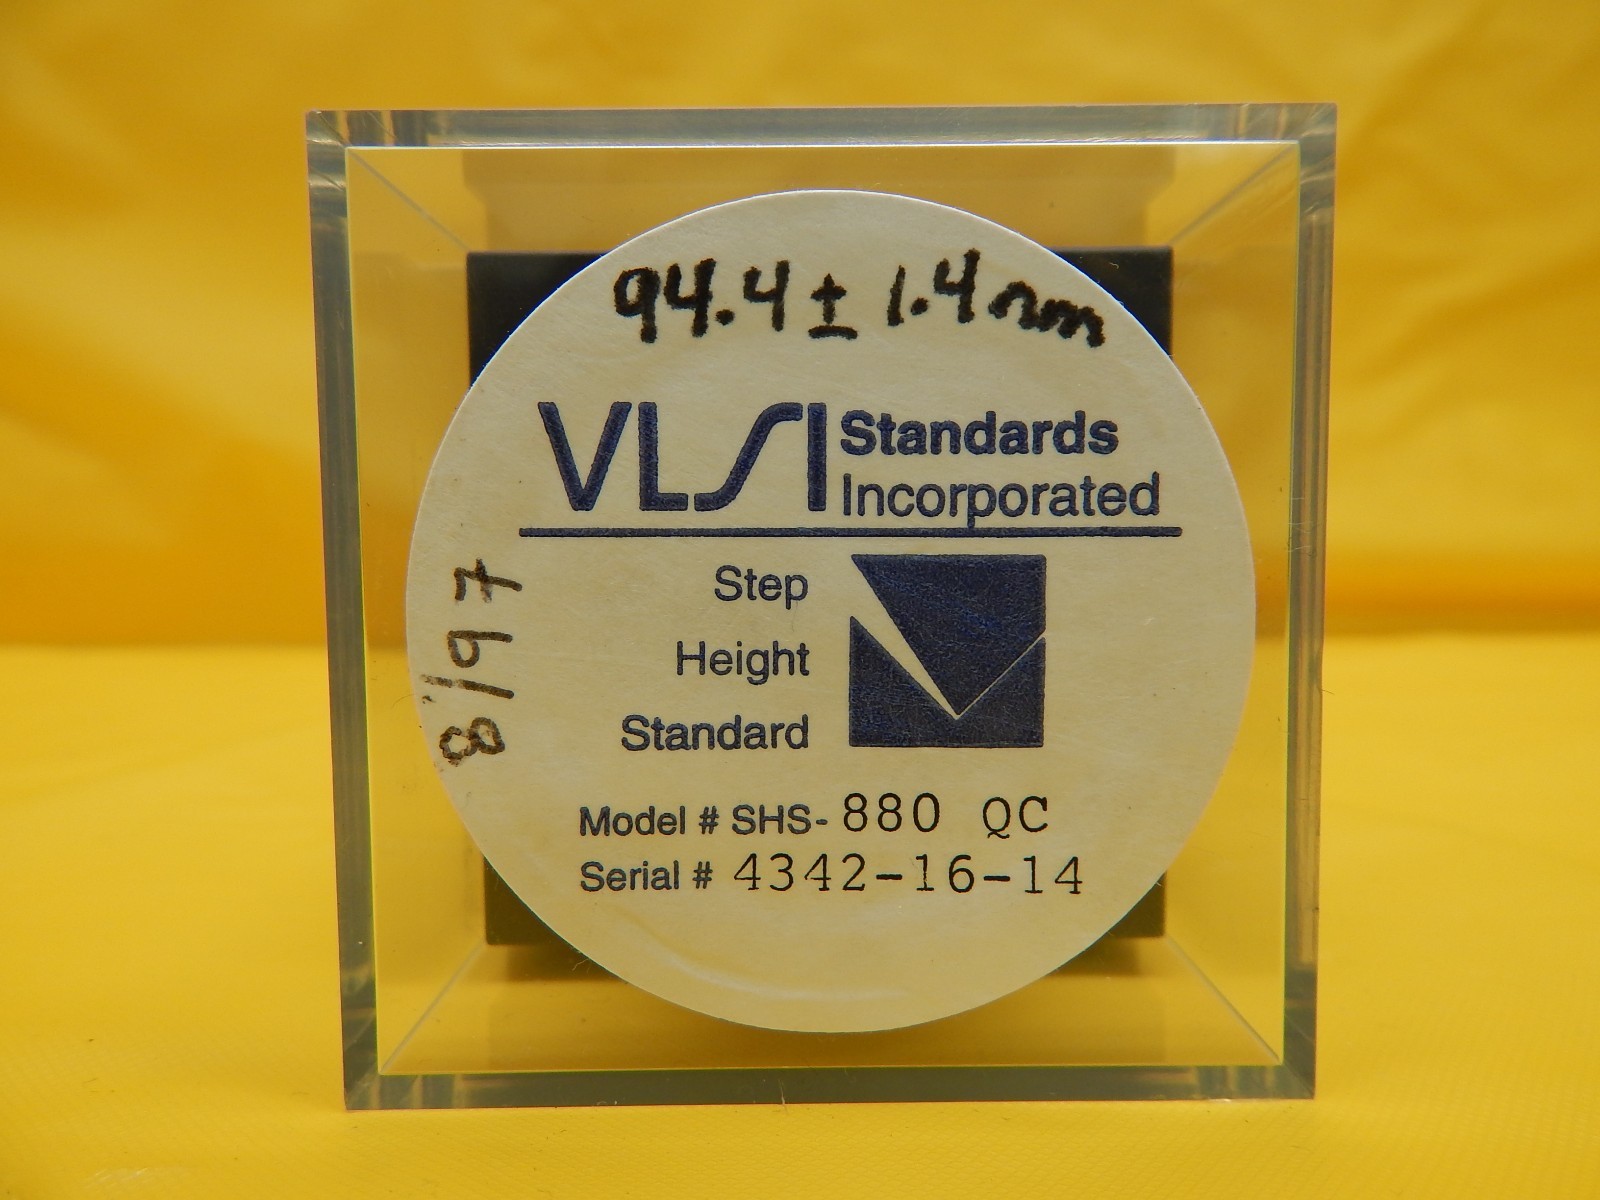 94.4 ± 1.4 nm
VLSI Standards
Incorporated
Step
Height
Standard
8/97
Model # SHS-880 QC
Serial # 4342-16-14